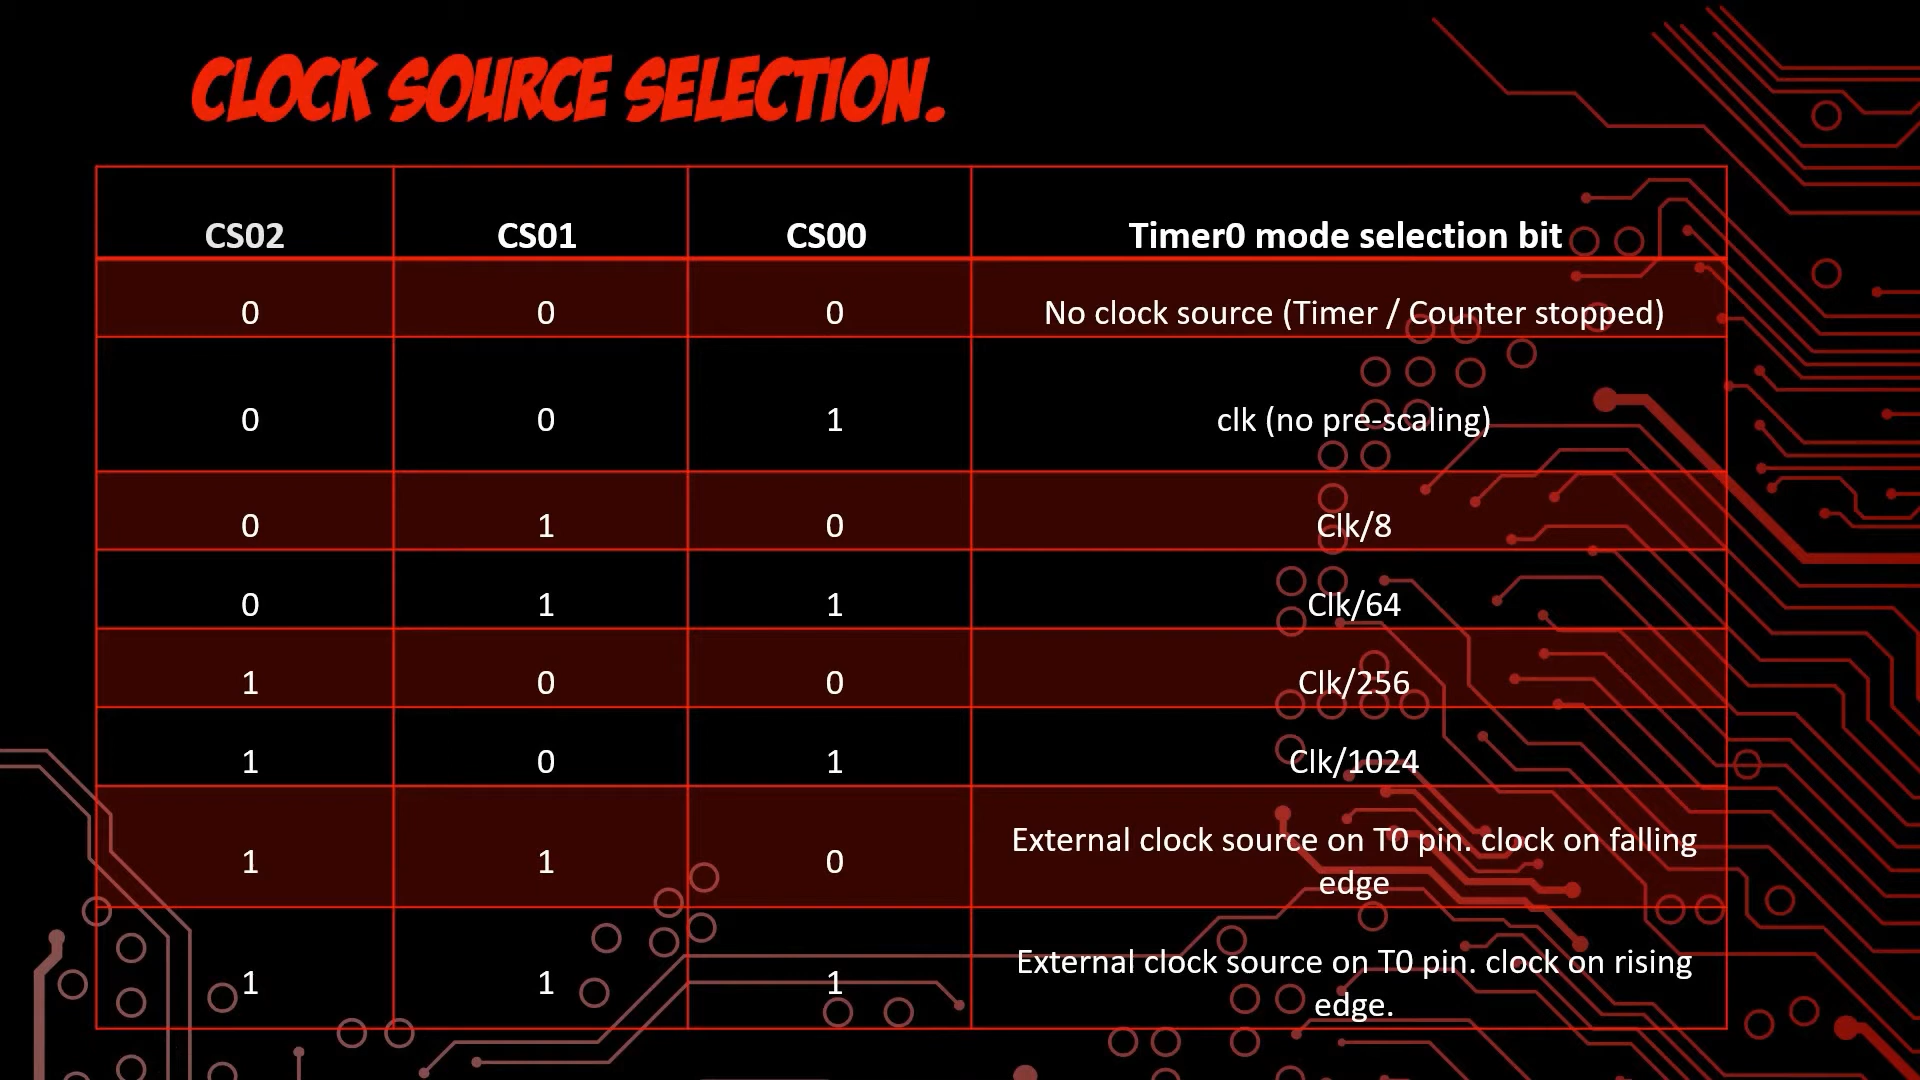 CLOCK SOURCE SELECTION.
CS02 CS01 CS00 Timer0 mode selection bit
0 0 0 No clock source (Timer / Counter stopped)
0 0 1 clk (no pre-scaling)
0 1 0 Clk/8
0 1 1 Clk/64
1 0 0 Clk/256
1 0 1 Clk/1024
1 1 0 External clock source on T0 pin. clock on falling
edge
1 1 1 External clock source on T0 pin. clock on rising
edge.